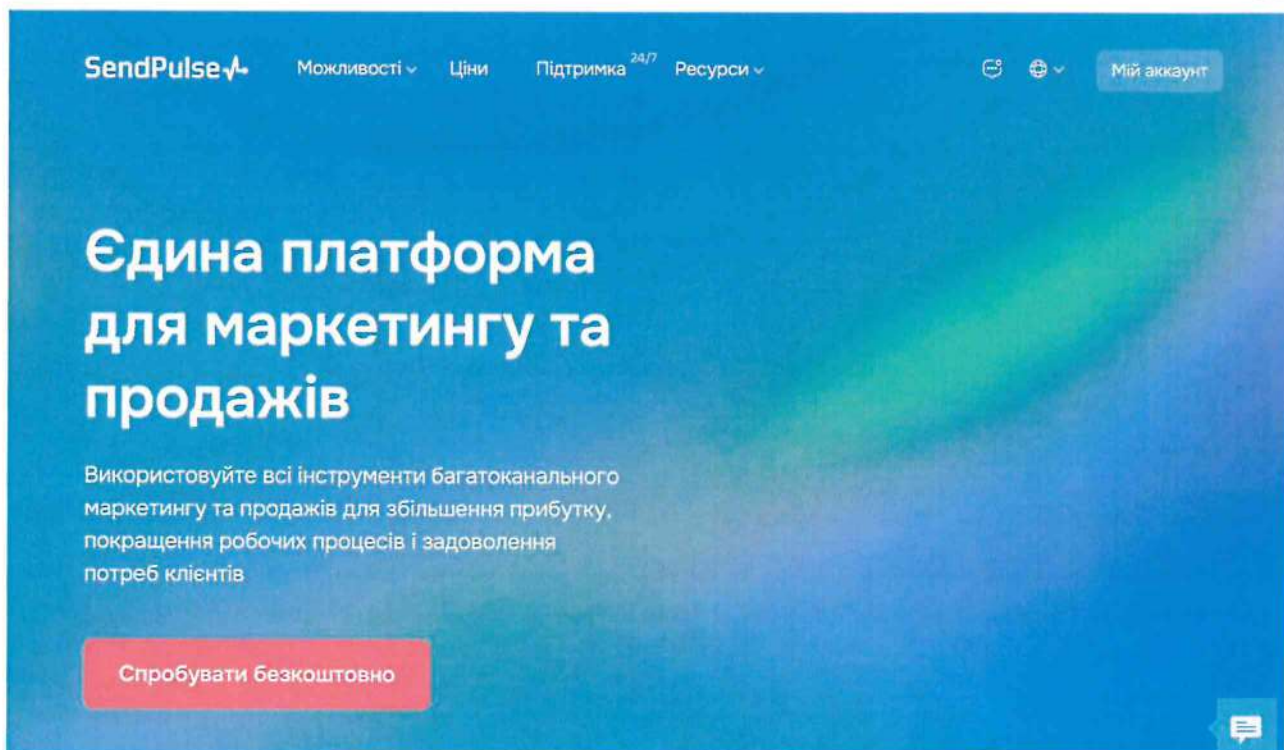 SendPulse
Можливості
Ціни
Підтримка 24/7
Ресурси
Мій аккаунт
Єдина платформа
для маркетингу та
продажів
Використовуйте всі інструменти багатоканального
маркетингу та продажів для збільшення прибутку,
покращення робочих процесів і задоволення
потреб клієнтів
Спробувати безкоштовно